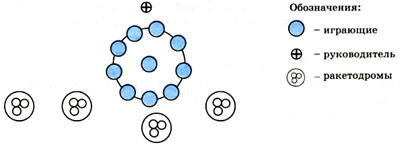 Обозначения:
– играющие
– руководитель
– ракетодромы